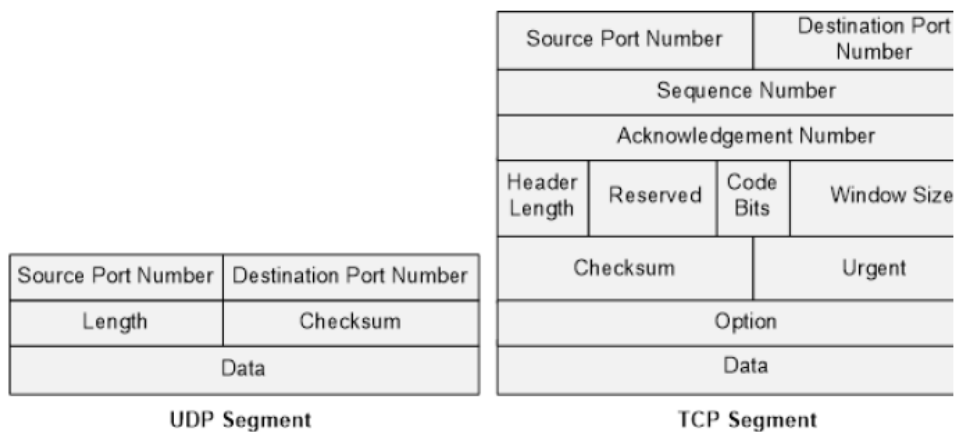 Source Port Number
Destination Port
Number
Sequence Number
Acknowledgement Number
Header
Length
Reserved
Code
Bits
Window Size
Checksum
Urgent
Option
Data
TCP Segment
Source Port Number
Destination Port Number
Length
Checksum
Data
UDP Segment